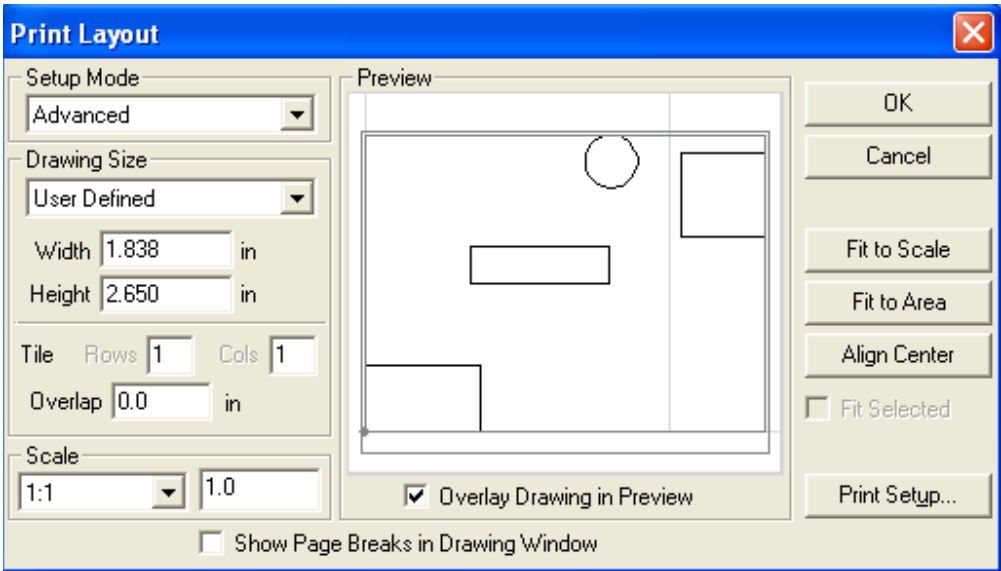 Print Layout
Setup Mode
Advanced
Drawing Size
User Defined
Width 1.838 in
Height 2.650 in
Tile Rows 1 Cols 1
Overlap 0.0 in
Scale
1:1 1.0
Preview
Overlay Drawing in Preview
Show Page Breaks in Drawing Window
OK
Cancel
Fit to Scale
Fit to Area
Align Center
Fit Selected
Print Setup...